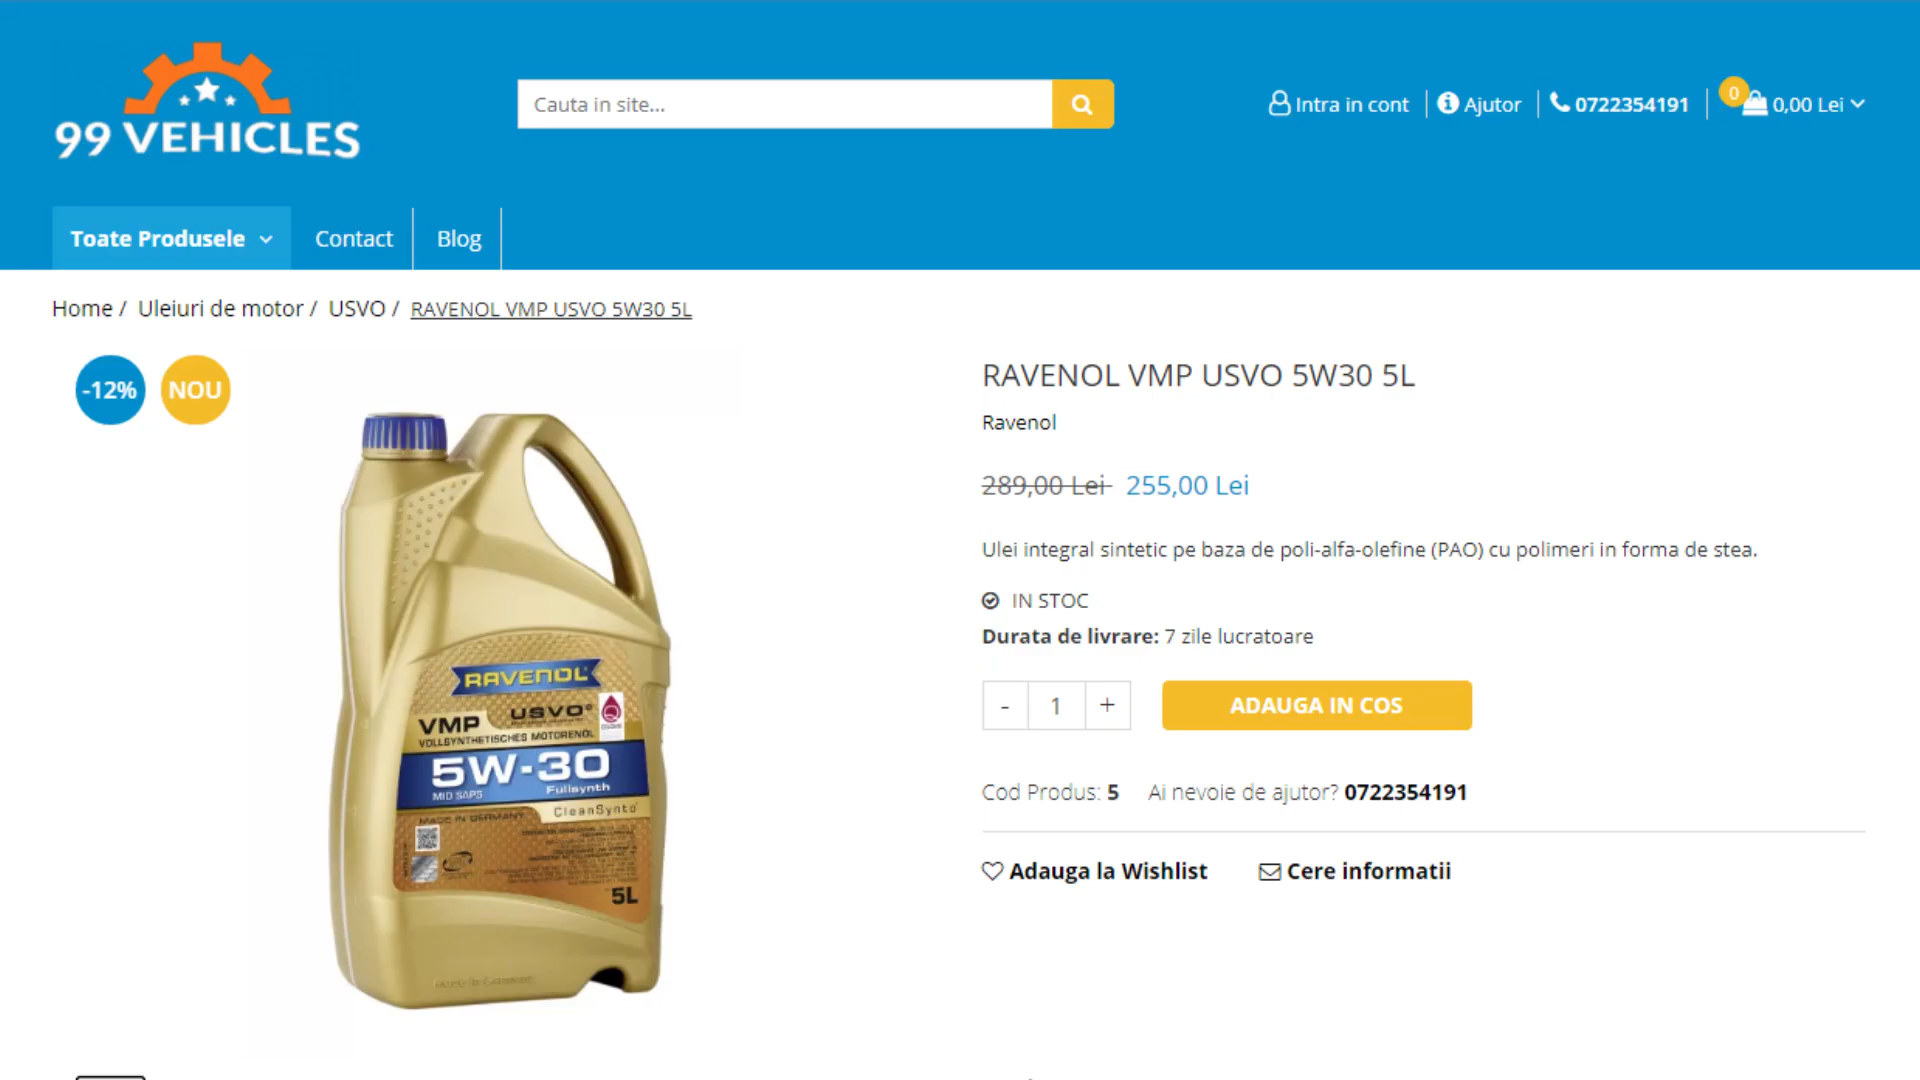 99 VEHICLES
Cauta in site...
Intra in cont
Ajutor
0722354191
0
0,00 Lei
Toate Produsele
Contact
Blog
Home / Uleiuri de motor / USVO / RAVENOL VMP USVO 5W30 5L
-12%
NOU
RAVENOL VMP USVO 5W30 5L
Ravenol
289,00 Lei 255,00 Lei
Ulei integral sintetic pe baza de poli-alfa-olefine (PAO) cu polimeri in forma de stea.
IN STOC
Durata de livrare: 7 zile lucratoare
- 1 +
ADAUGA IN COS
Cod Produs: 5 Ai nevoie de ajutor? 0722354191
Adauga la Wishlist
Cere informatii
RAVENOL
VMP USVO®
VOLLSYNTHETISCHES MOTORENÖL
5W-30
MID SAPS Fullsynth
CleanSynto
MADE IN GERMANY
5L